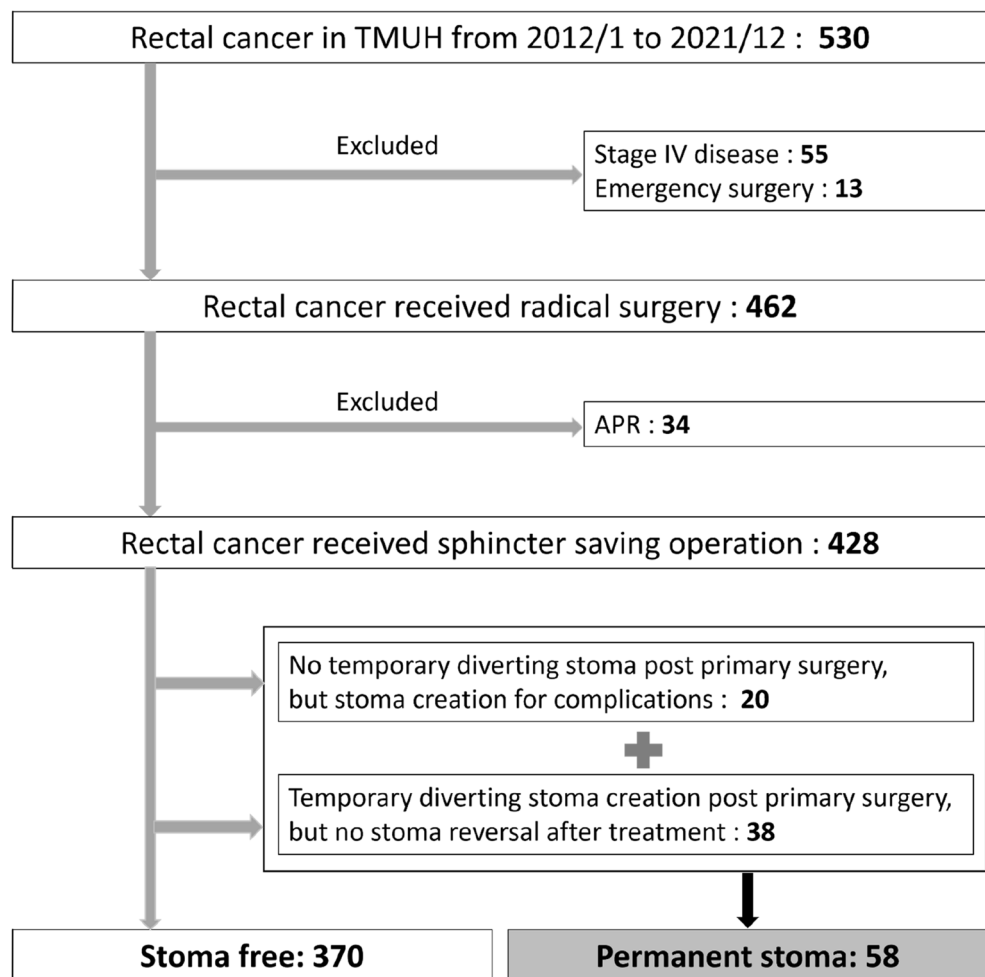 Rectal cancer in TMUH from 2012/1 to 2021/12 : 530
Excluded
Stage IV disease : 55
Emergency surgery : 13
Rectal cancer received radical surgery : 462
Excluded
APR : 34
Rectal cancer received sphincter saving operation : 428
No temporary diverting stoma post primary surgery,
but stoma creation for complications : 20
Temporary diverting stoma creation post primary surgery,
but no stoma reversal after treatment : 38
Stoma free: 370
Permanent stoma: 58